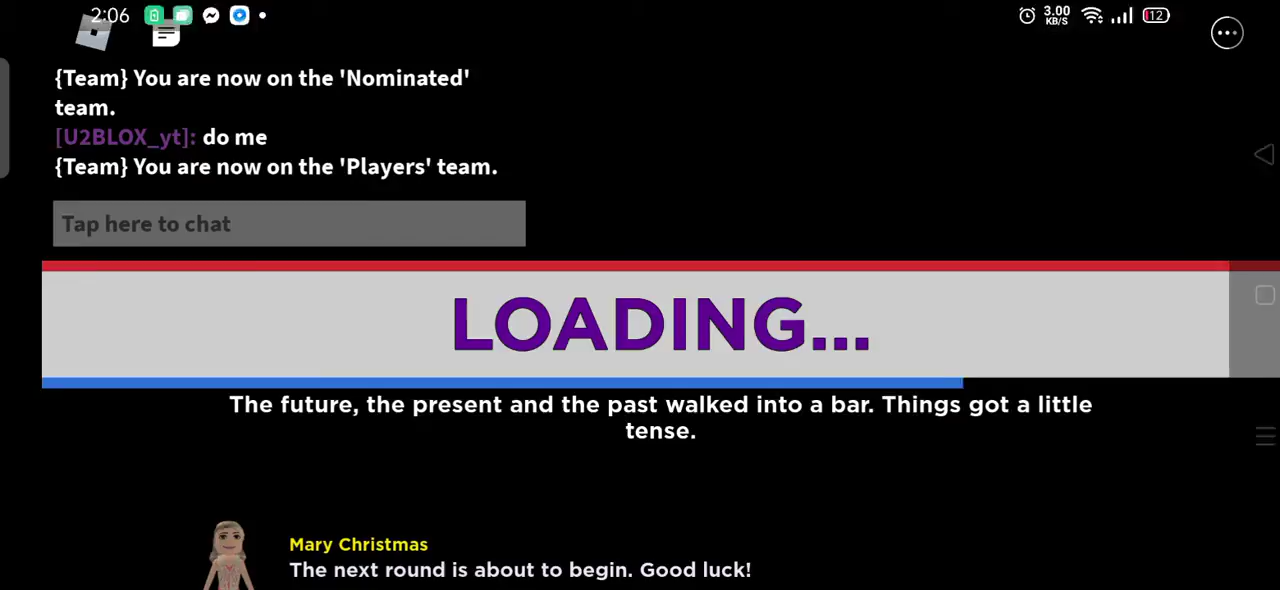 2:06
3.00
KB/S
12
{Team} You are now on the 'Nominated'
team.
[U2BLOX_yt]: do me
{Team} You are now on the 'Players' team.
Tap here to chat
LOADING...
The future, the present and the past walked into a bar. Things got a little
tense.
Mary Christmas
The next round is about to begin. Good luck!